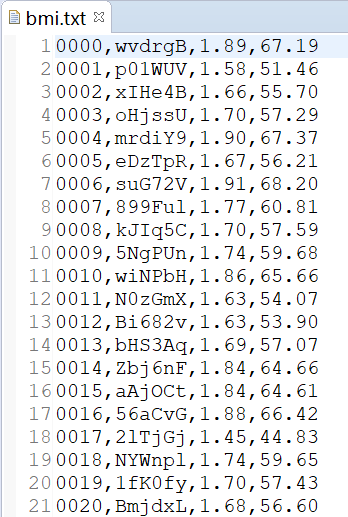 bmi.txt
1 0000,wvdrgB,1.89,67.19
2 0001,p01WUV,1.58,51.46
3 0002,xIHe4B,1.66,55.70
4 0003,oHjssU,1.70,57.29
5 0004,mrdiY9,1.90,67.37
6 0005,eDzTpR,1.67,56.21
7 0006,suG72V,1.91,68.20
8 0007,899Ful,1.77,60.81
9 0008,kJIq5C,1.70,57.59
10 0009,5NgPUn,1.74,59.68
11 0010,wiNPbH,1.86,65.66
12 0011,N0zGmX,1.63,54.07
13 0012,Bi682v,1.63,53.90
14 0013,bHS3Aq,1.69,57.07
15 0014,Zbj6nF,1.84,64.66
16 0015,aAjOCt,1.84,64.61
17 0016,56aCvG,1.88,66.42
18 0017,2lTjGj,1.45,44.83
19 0018,NYWnpl,1.74,59.65
20 0019,1fK0fy,1.70,57.43
21 0020,BmjdxL,1.68,56.60